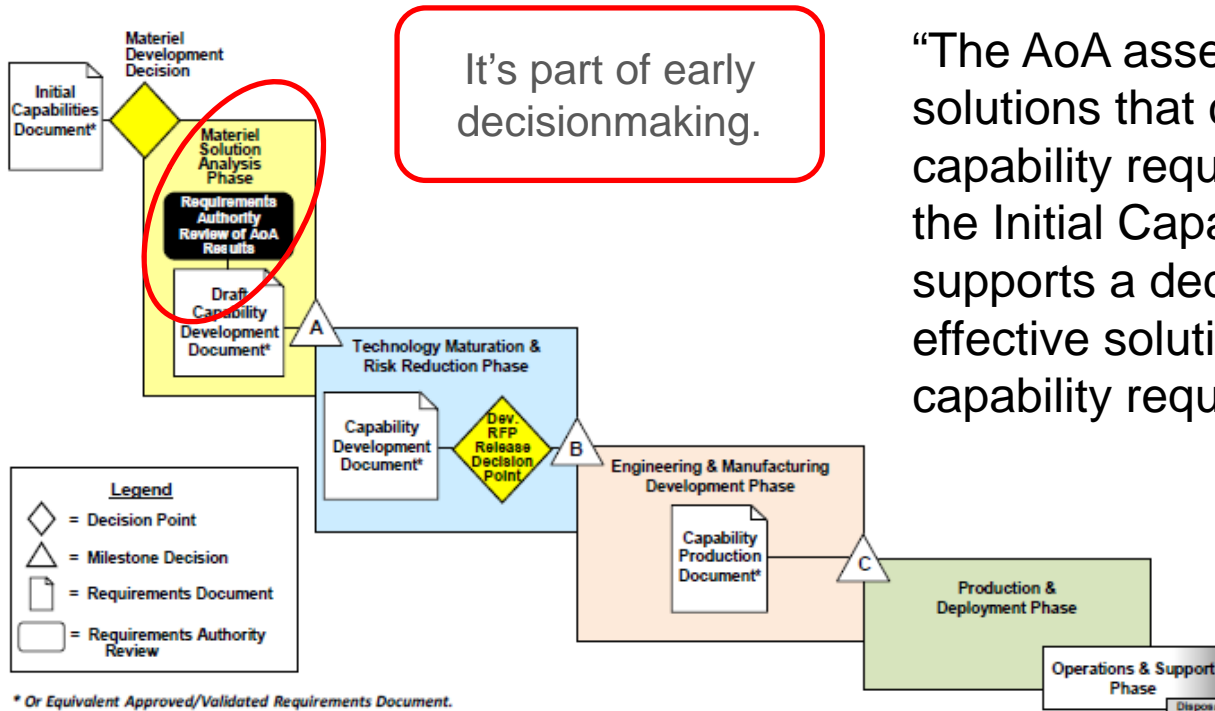 Materiel
Development
Decision
Initial
Capabilities
Document*
Materiel
Solution
Analysis
Phase
Requirements
Authority
Review of AoA
Results
Draft
Capability
Development
Document*
A
It's part of early
decisionmaking.
“The AoA asse
solutions that
capability requ
the Initial Capa
supports a dec
effective soluti
capability requ
Technology Maturation &
Risk Reduction Phase
Capability
Development
Document*
Dev.
RFP
Release
Decision
Point
B
Engineering & Manufacturing
Development Phase
Capability
Production
Document*
C
Production &
Deployment Phase
Operations & Support
Phase
Dispos
Legend
= Decision Point
= Milestone Decision
= Requirements Document
= Requirements Authority
Review
* Or Equivalent Approved/Validated Requirements Document.